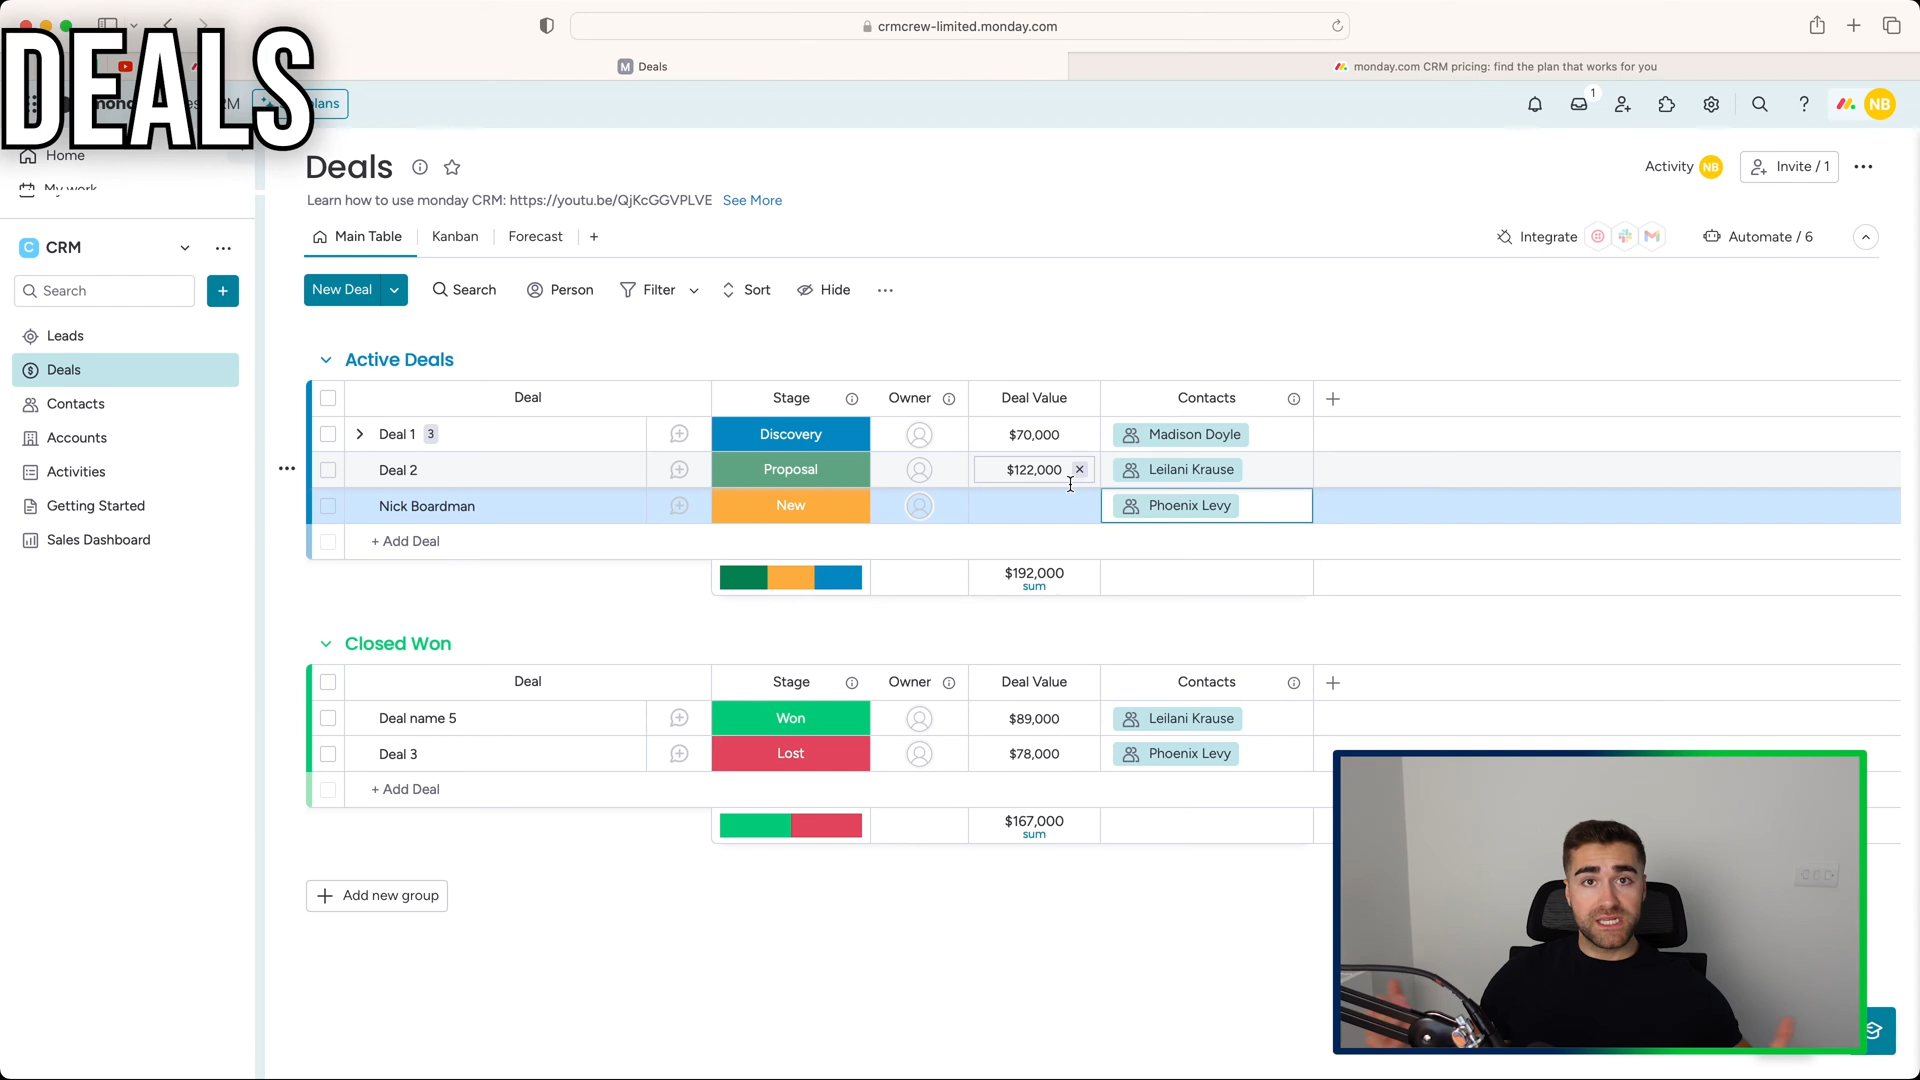 DEALS
crmcrew-limited.monday.com
Deals
monday.com CRM pricing: find the plan that works for you
1
NB
Home
My work
CRM
Search
Leads
Deals
Contacts
Accounts
Activities
Getting Started
Sales Dashboard
Deals
Activity NB
Invite / 1
Learn how to use monday CRM: https://youtu.be/QjKcGGVPLVE See More
Main Table Kanban Forecast +
Integrate
Automate / 6
New Deal Search Person Filter Sort Hide
Active Deals
Deal Stage Owner Deal Value Contacts
Deal 1 3 Discovery $70,000 Madison Doyle
Deal 2 Proposal $122,000 Leilani Krause
Nick Boardman New Phoenix Levy
+ Add Deal
$192,000
sum
Closed Won
Deal Stage Owner Deal Value Contacts
Deal name 5 Won $89,000 Leilani Krause
Deal 3 Lost $78,000 Phoenix Levy
+ Add Deal
$167,000
sum
+ Add new group